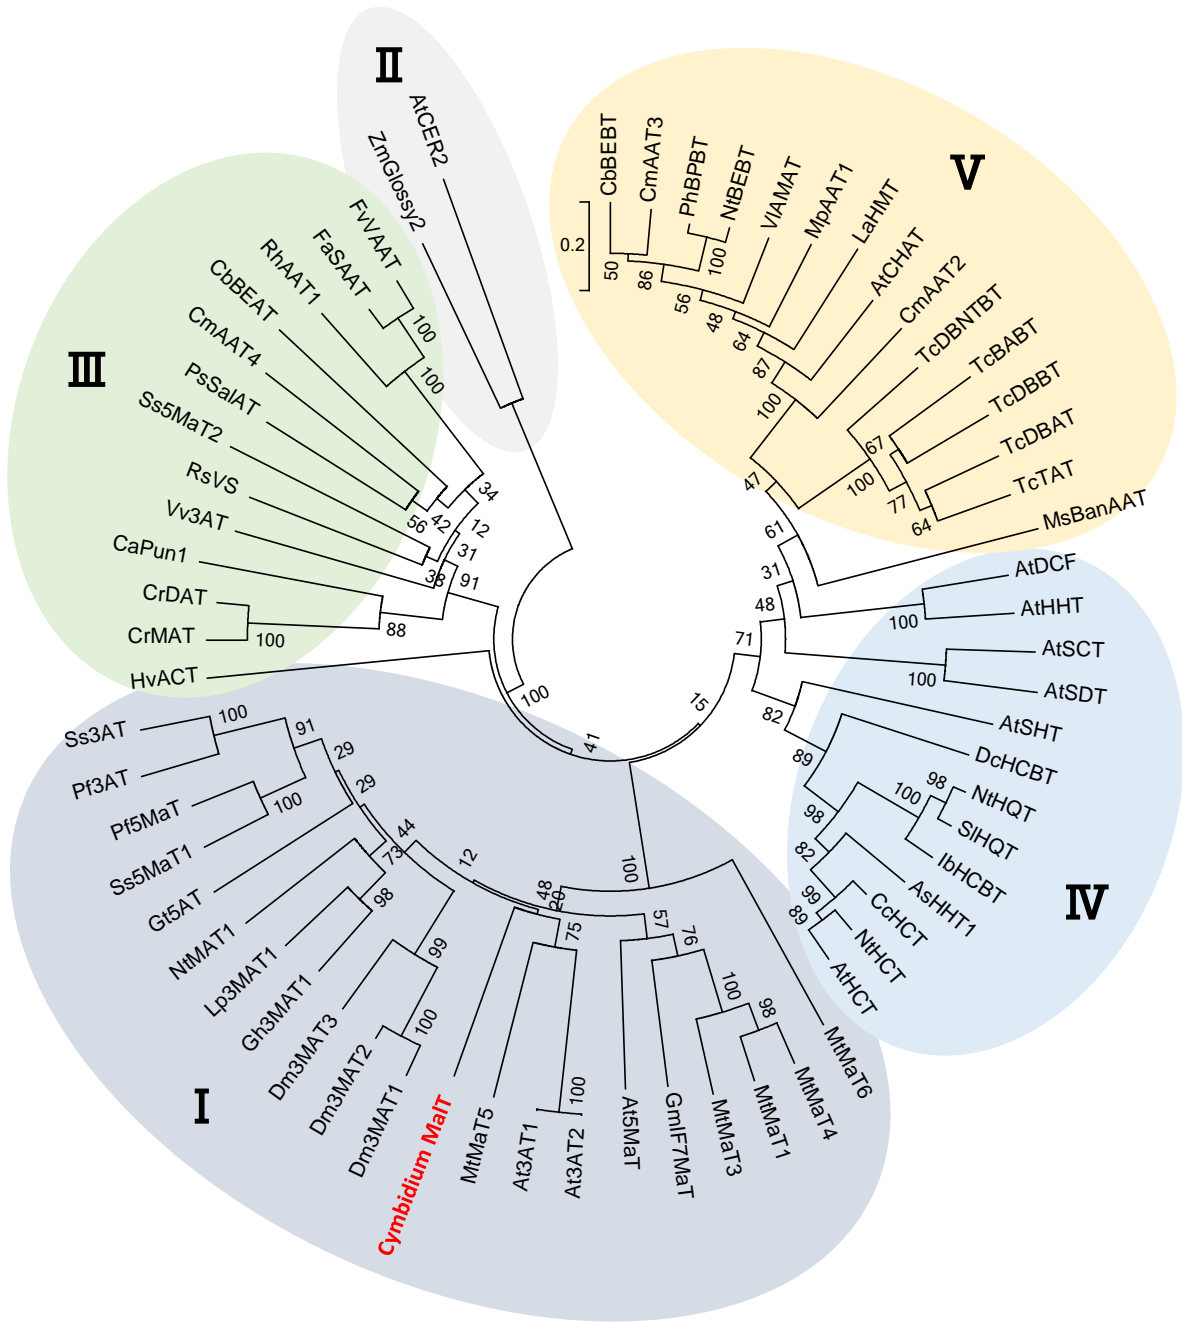 II
AtCER2
ZmGlossy2
III
FvVAAT
FaSAAT
RhAAT1
CbBEAT
CmAAT4
PsSalAT
Ss5MaT2
RsVS
Vv3AT
CaPun1
CrDAT
CrMAT
HvACT
100
100
34
12
56
42
31
38
91
88
100
V
0.2
CbBEBT
CmAAT3
PhBPBT
NtBEBT
VlAMAT
MpAAT1
LaHMT
AtCHAT
CmAAT2
TcDBNTBT
TcBABT
TcDBBT
TcDBAT
TcTAT
MsBanAAT
50
86
100
56
48
64
87
100
67
100
77
64
47
61
31
48
71
IV
AtDCF
AtHHT
AtSCT
AtSDT
AtSHT
DcHCBT
NtHQT
SlHQT
IbHCBT
AsHHT1
CcHCT
NtHCT
AtHCT
100
100
82
89
98
100
98
82
99
89
100
41
15
I
Ss3AT
Pf3AT
Pf5MaT
Ss5MaT1
Gt5AT
NtMAT1
Lp3MAT1
Gh3MAT1
Dm3MAT3
Dm3MAT2
Dm3MAT1
Cymbidium MalT
MtMaT5
At3AT1
At3AT2
At5MaT
GmIF7MaT
MtMaT3
MtMaT1
MtMaT4
MtMaT6
100
91
29
100
29
44
73
98
99
100
12
48
20
75
100
100
57
76
100
98